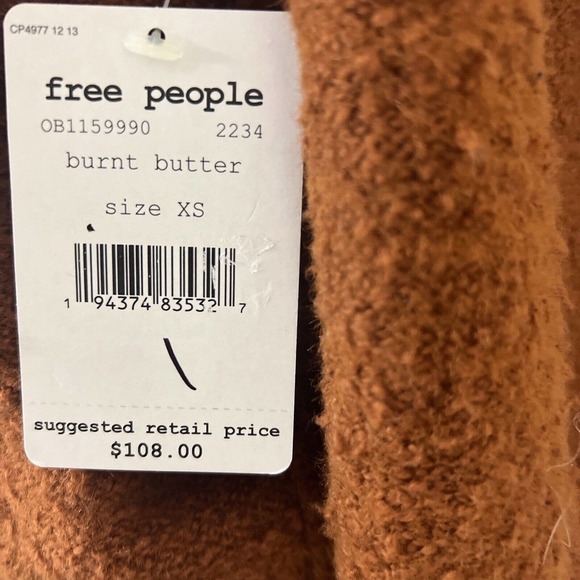 CP4977 12 13
free people
OB1159990 2234
burnt butter
size XS
1 94374 83532 7
suggested retail price
$108.00